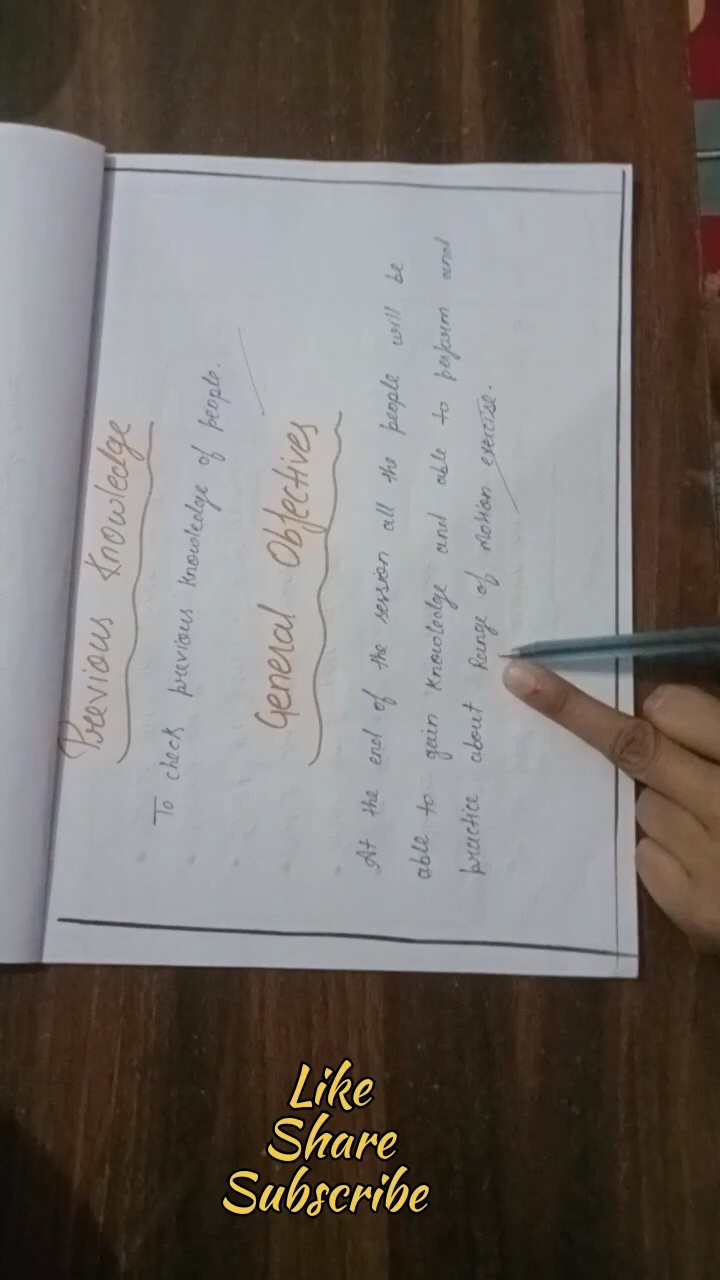 Previous Knowledge
To check previous knowledge of people.
General Objectives
At the end of the session all the people will be
able to gain knowledge and able to perform and
practice about Range of Motion exercise.
Like
Share
Subscribe